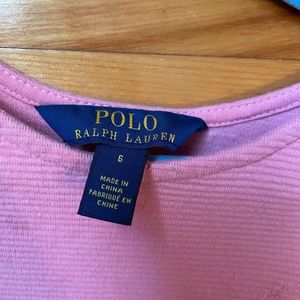 POLO
RALPH LAUREN
6
MADE IN
CHINA
FABRIQUÉ EN
CHINE